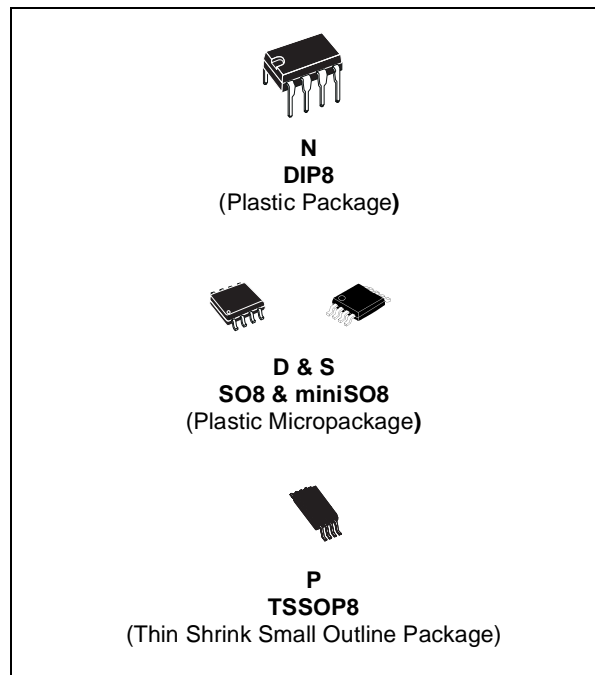 N
DIP8
(Plastic Package)
D & S
SO8 & miniSO8
(Plastic Micropackage)
P
TSSOP8
(Thin Shrink Small Outline Package)